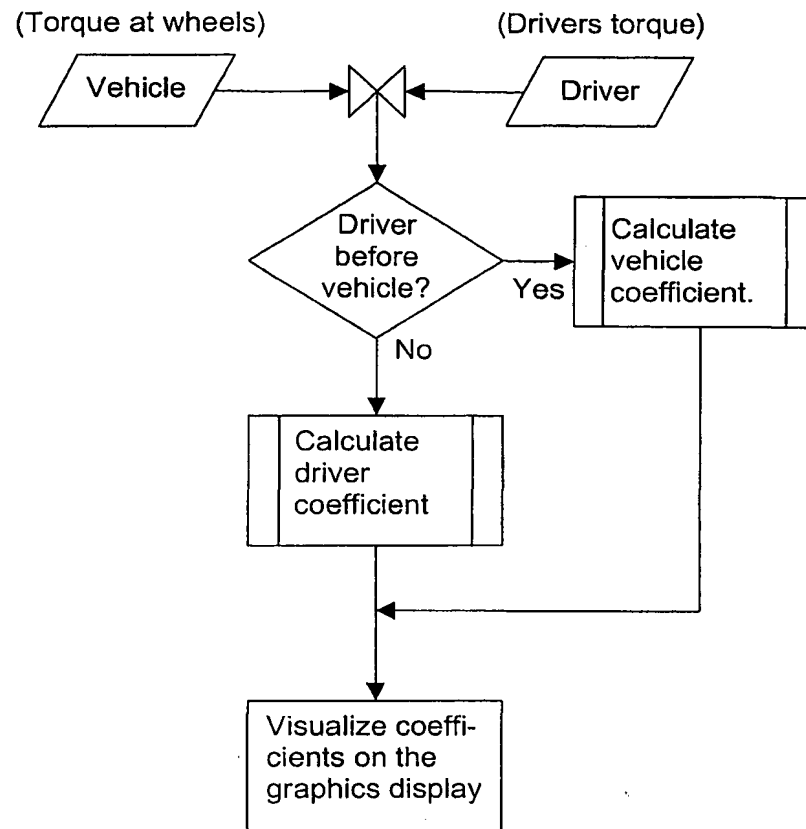 (Torque at wheels)
(Drivers torque)
Vehicle
Driver
Driver
before
vehicle?
Yes
Calculate
vehicle
coefficient.
No
Calculate
driver
coefficient
Visualize coeffi-
cients on the
graphics display